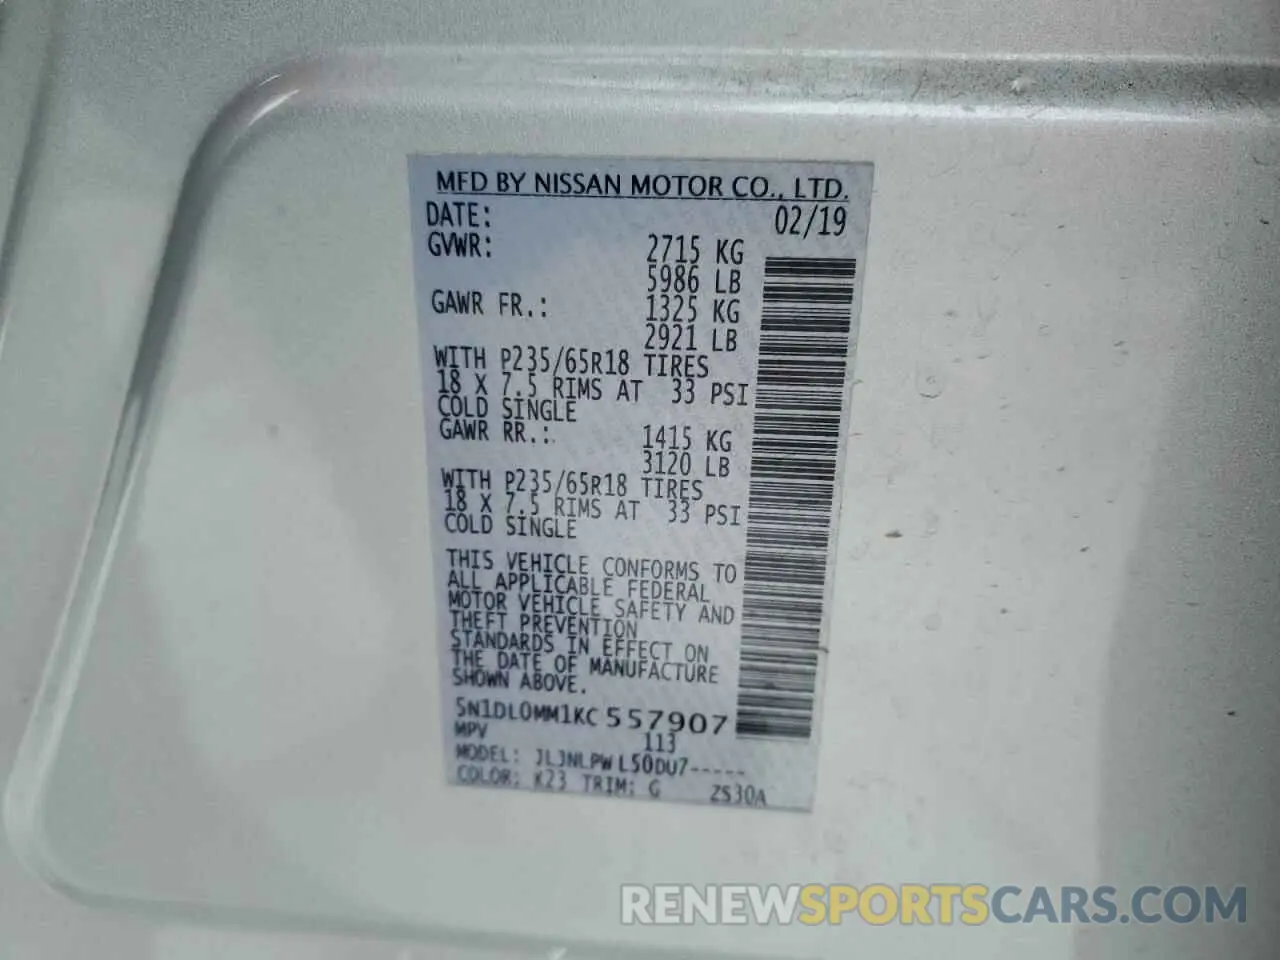 MFD BY NISSAN MOTOR CO., LTD.
DATE: 02/19
GVWR: 2715 KG
5986 LB
GAWR FR.: 1325 KG
2921 LB
WITH P235/65R18 TIRES
18 X 7.5 RIMS AT 33 PSI
COLD SINGLE
GAWR RR.: 1415 KG
3120 LB
WITH P235/65R18 TIRES
18 X 7.5 RIMS AT 33 PSI
COLD SINGLE
THIS VEHICLE CONFORMS TO
ALL APPLICABLE FEDERAL
MOTOR VEHICLE SAFETY AND
THEFT PREVENTION
STANDARDS IN EFFECT ON
THE DATE OF MANUFACTURE
SHOWN ABOVE.
5N1DL0MM1KC557907
MPV 113
MODEL: JLJNLPWL50DU7-----
COLOR: K23 TRIM: G ZS30A
RENEWSPORTSCARS.COM